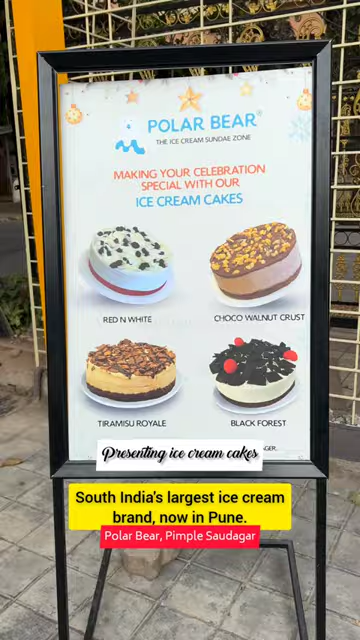 POLAR BEAR
THE ICE CREAM SUNDAE ZONE
MAKING YOUR CELEBRATION
SPECIAL WITH OUR
ICE CREAM CAKES
RED N WHITE
CHOCO WALNUT CRUST
TIRAMISU ROYALE
BLACK FOREST
Presenting ice cream cakes
South India's largest ice cream
brand, now in Pune.
Polar Bear, Pimple Saudagar